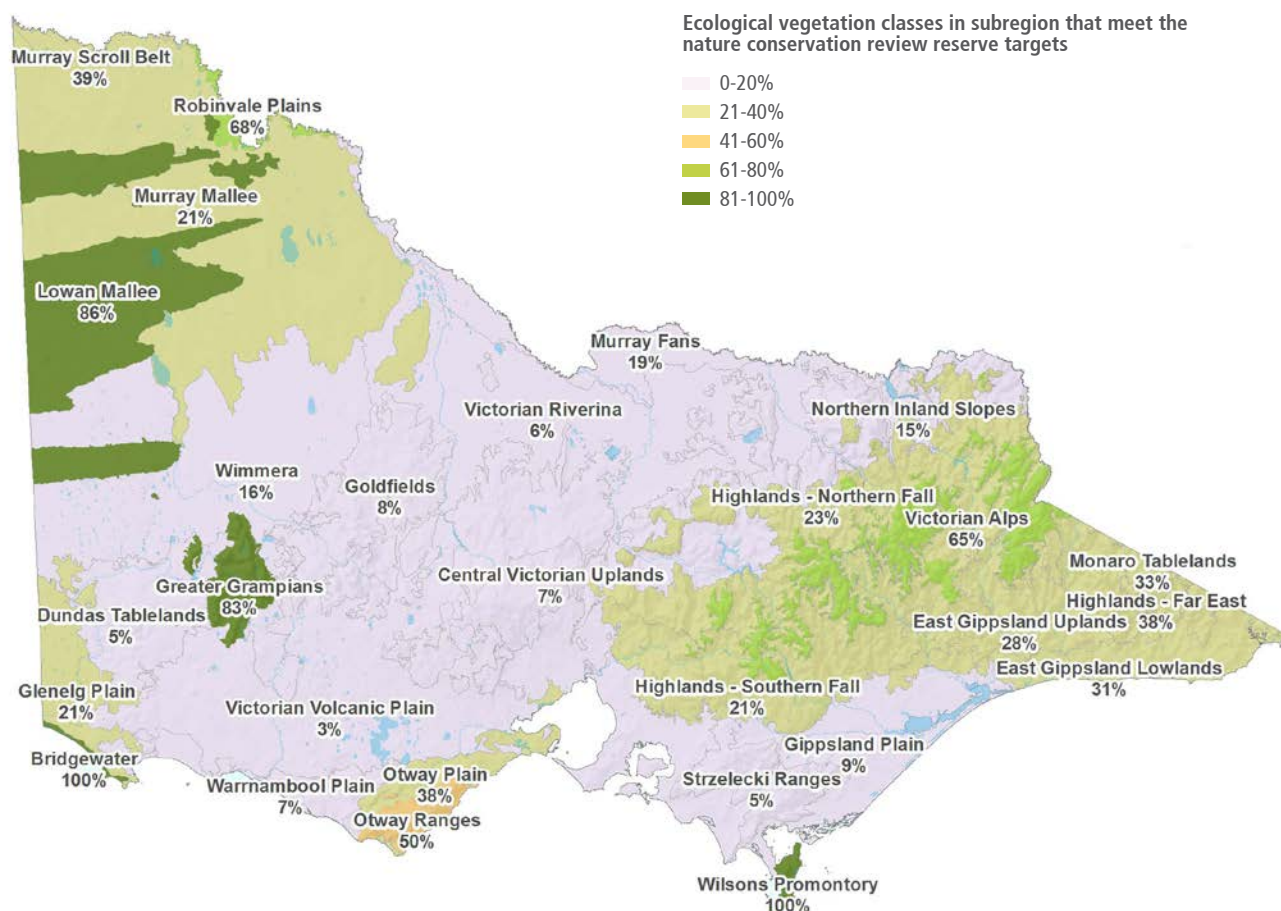 Ecological vegetation classes in subregion that meet the
nature conservation review reserve targets
0-20%
21-40%
41-60%
61-80%
81-100%
Murray Scroll Belt
39%
Robinvale Plains
68%
Murray Mallee
21%
Lowan Mallee
86%
Murray Fans
19%
Victorian Riverina
6%
Northern Inland Slopes
15%
Wimmera
16%
Goldfields
8%
Highlands - Northern Fall
23%
Victorian Alps
65%
Monaro Tablelands
33%
Highlands - Far East
38%
Greater Grampians
83%
Central Victorian Uplands
7%
Dundas Tablelands
5%
East Gippsland Uplands
28%
East Gippsland Lowlands
31%
Glenelg Plain
21%
Victorian Volcanic Plain
3%
Highlands - Southern Fall
21%
Gippsland Plain
9%
Bridgewater
100%
Warrnambool Plain
7%
Otway Plain
38%
Otway Ranges
50%
Strzelecki Ranges
5%
Wilsons Promontory
100%